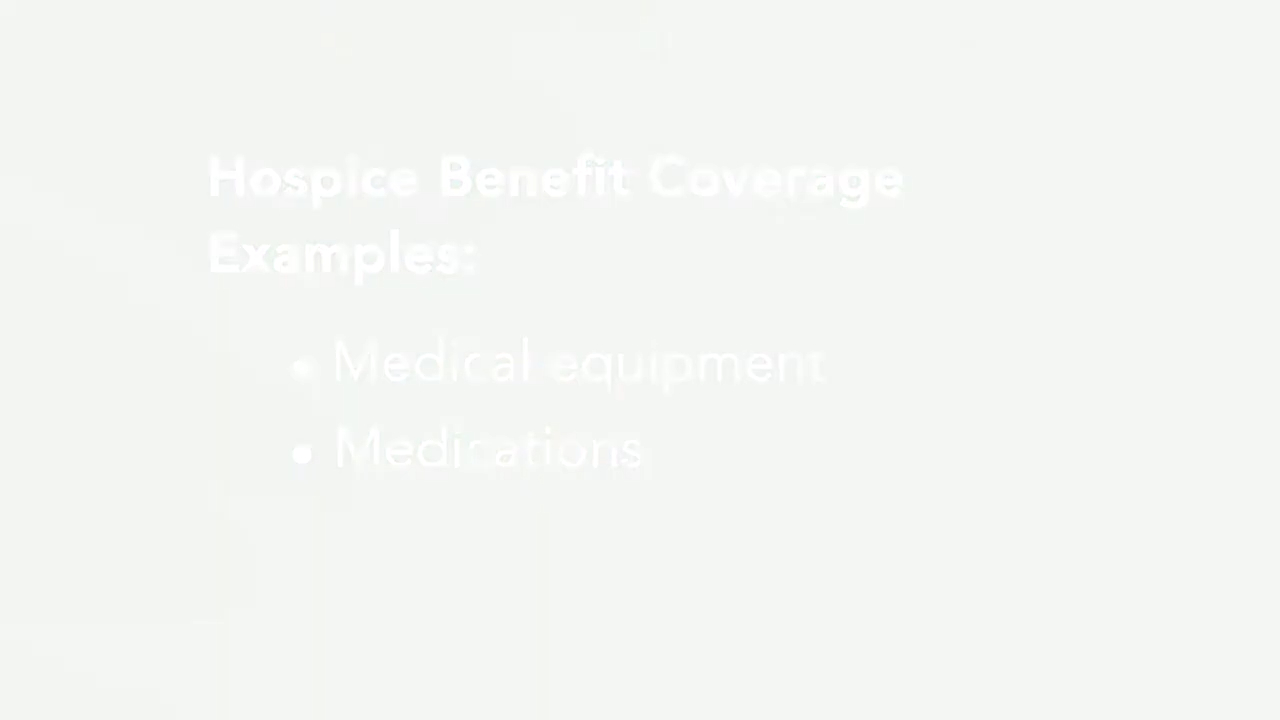 Hospice Benefit Coverage
Examples:
• Medical equipment
• Medications